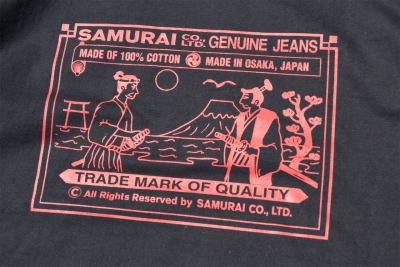 SAMURAI CO., LTD. GENUINE JEANS
MADE OF 100% COTTON MADE IN OSAKA, JAPAN
TRADE MARK OF QUALITY
© All Rights Reserved by SAMURAI CO., LTD.